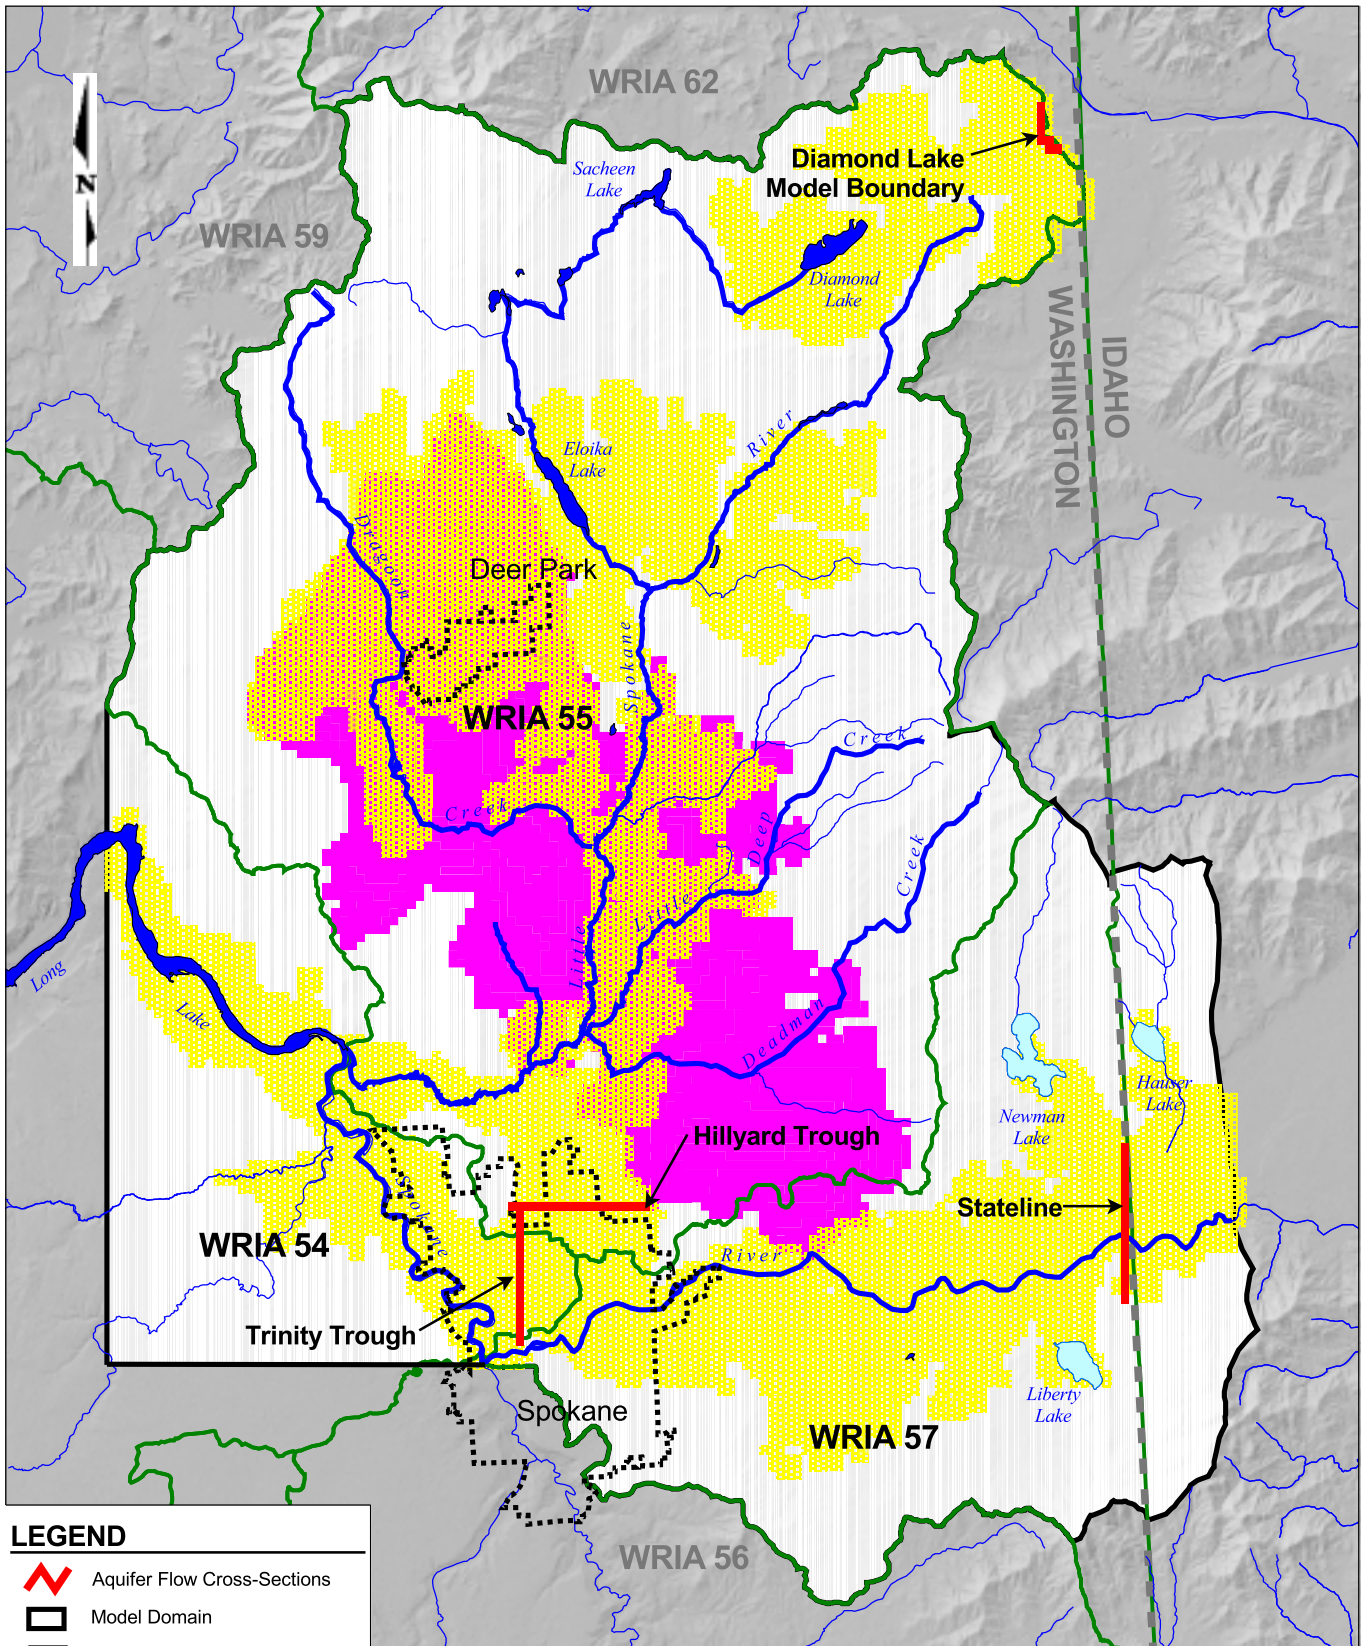 WRIA 62
Diamond Lake
Model Boundary
Sacheen
Lake
N
WRIA 59
Diamond
Lake
IDAHO
WASHINGTON
River
Eloika
Lake
Dragoon
Deer Park
Spokane
WRIA 55
Creek
Creek
Deep
Creek
Little
Little
Long
Lake
Deadman
Hauser
Lake
Newman
Lake
Hillyard Trough
Spokane
Stateline
WRIA 54
River
Trinity Trough
Liberty
Lake
Spokane
WRIA 57
WRIA 56
LEGEND
Aquifer Flow Cross-Sections
Model Domain